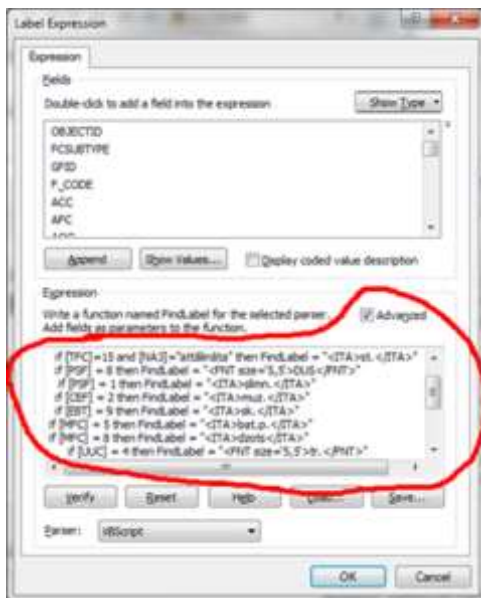 Label Expression
Expression
Fields
Double-click to add a field into the expression
Show Type
OBJECTID
FCSUBTYPE
GFID
F_CODE
ACC
AFC
Append
Show Values...
Display coded value description
Expression
Write a function named FindLabel for the selected parser.
Advanced
Add fields as parameters to the function.
if [TFC]=15 and [NA3]= then FindLabel = "<ITA>st.</ITA>"
if [PSF] = 8 then FindLabel = "<FNT size='5,5'>DUS</FNT>"
if [PSF] = 1 then FindLabel = "<ITA>slimn.</ITA>"
if [CEF] = 2 then FindLabel = "<ITA>muz.</ITA>"
if [EBT] = 9 then FindLabel = "<ITA>sk.</ITA>"
if [MFC] = 5 then FindLabel = "<ITA>bat.p.</ITA>"
if [MFC] = 8 then FindLabel = "<ITA>dzots</ITA>"
if [UUC] = 4 then FindLabel = "<FNT size='5,5'>tr.</FNT>"
Verify
Reset
Help
Load...
Save...
Parser:
VBScript
OK
Cancel